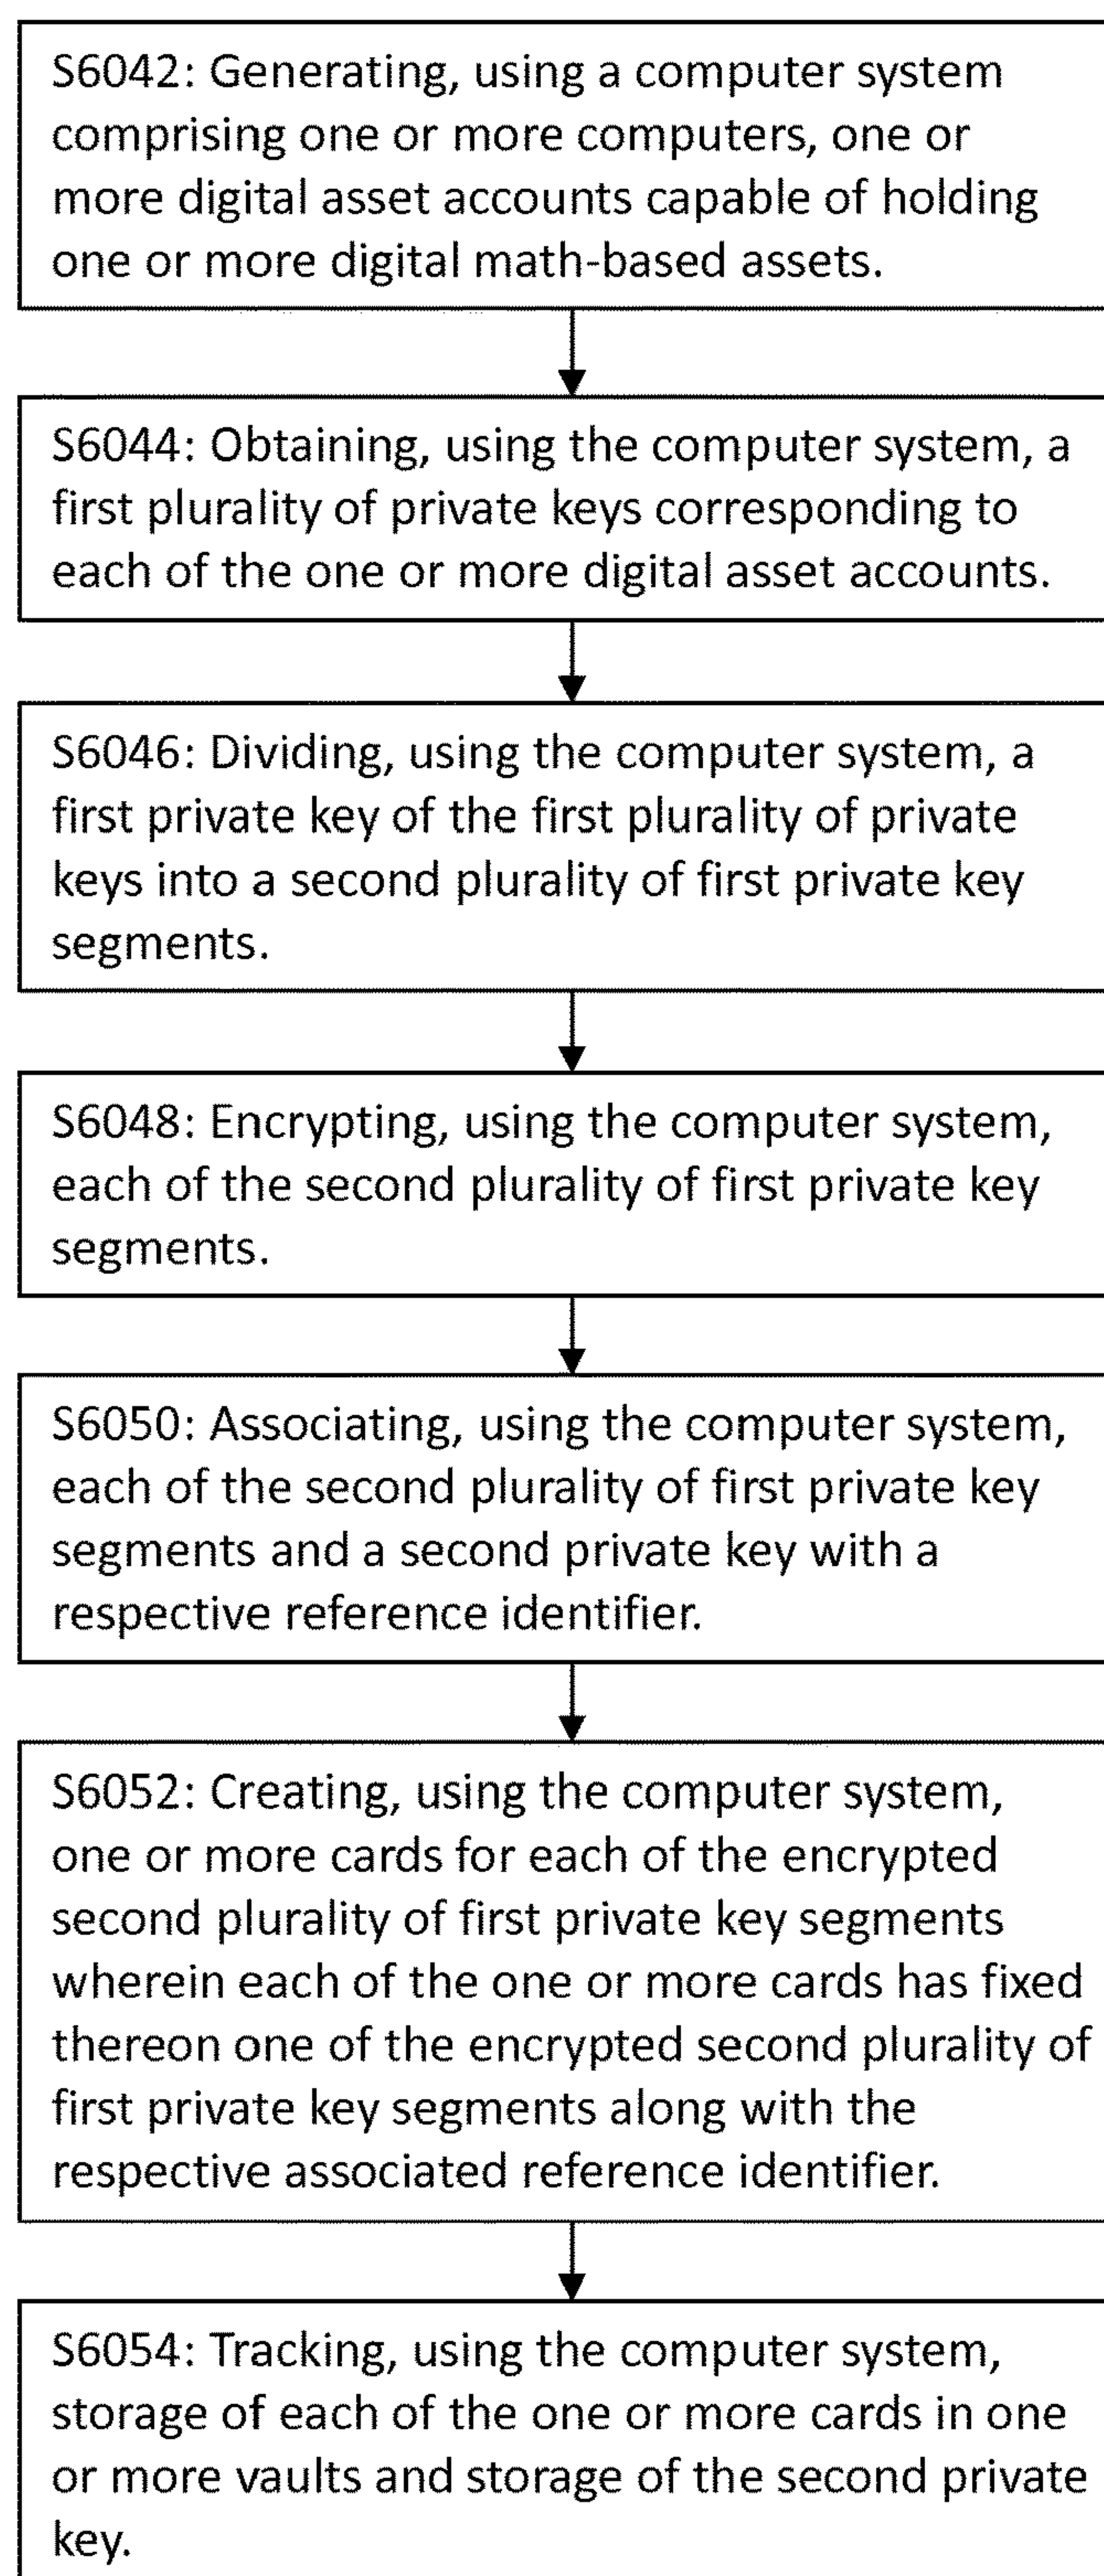 S6042: Generating, using a computer system
comprising one or more computers, one or
more digital asset accounts capable of holding
one or more digital math-based assets.
S6044: Obtaining, using the computer system, a
first plurality of private keys corresponding to
each of the one or more digital asset accounts.
S6046: Dividing, using the computer system, a
first private key of the first plurality of private
keys into a second plurality of first private key
segments.
S6048: Encrypting, using the computer system,
each of the second plurality of first private key
segments.
S6050: Associating, using the computer system,
each of the second plurality of first private key
segments and a second private key with a
respective reference identifier.
S6052: Creating, using the computer system,
one or more cards for each of the encrypted
second plurality of first private key segments
wherein each of the one or more cards has fixed
thereon one of the encrypted second plurality of
first private key segments along with the
respective associated reference identifier.
S6054: Tracking, using the computer system,
storage of each of the one or more cards in one
or more vaults and storage of the second private
key.